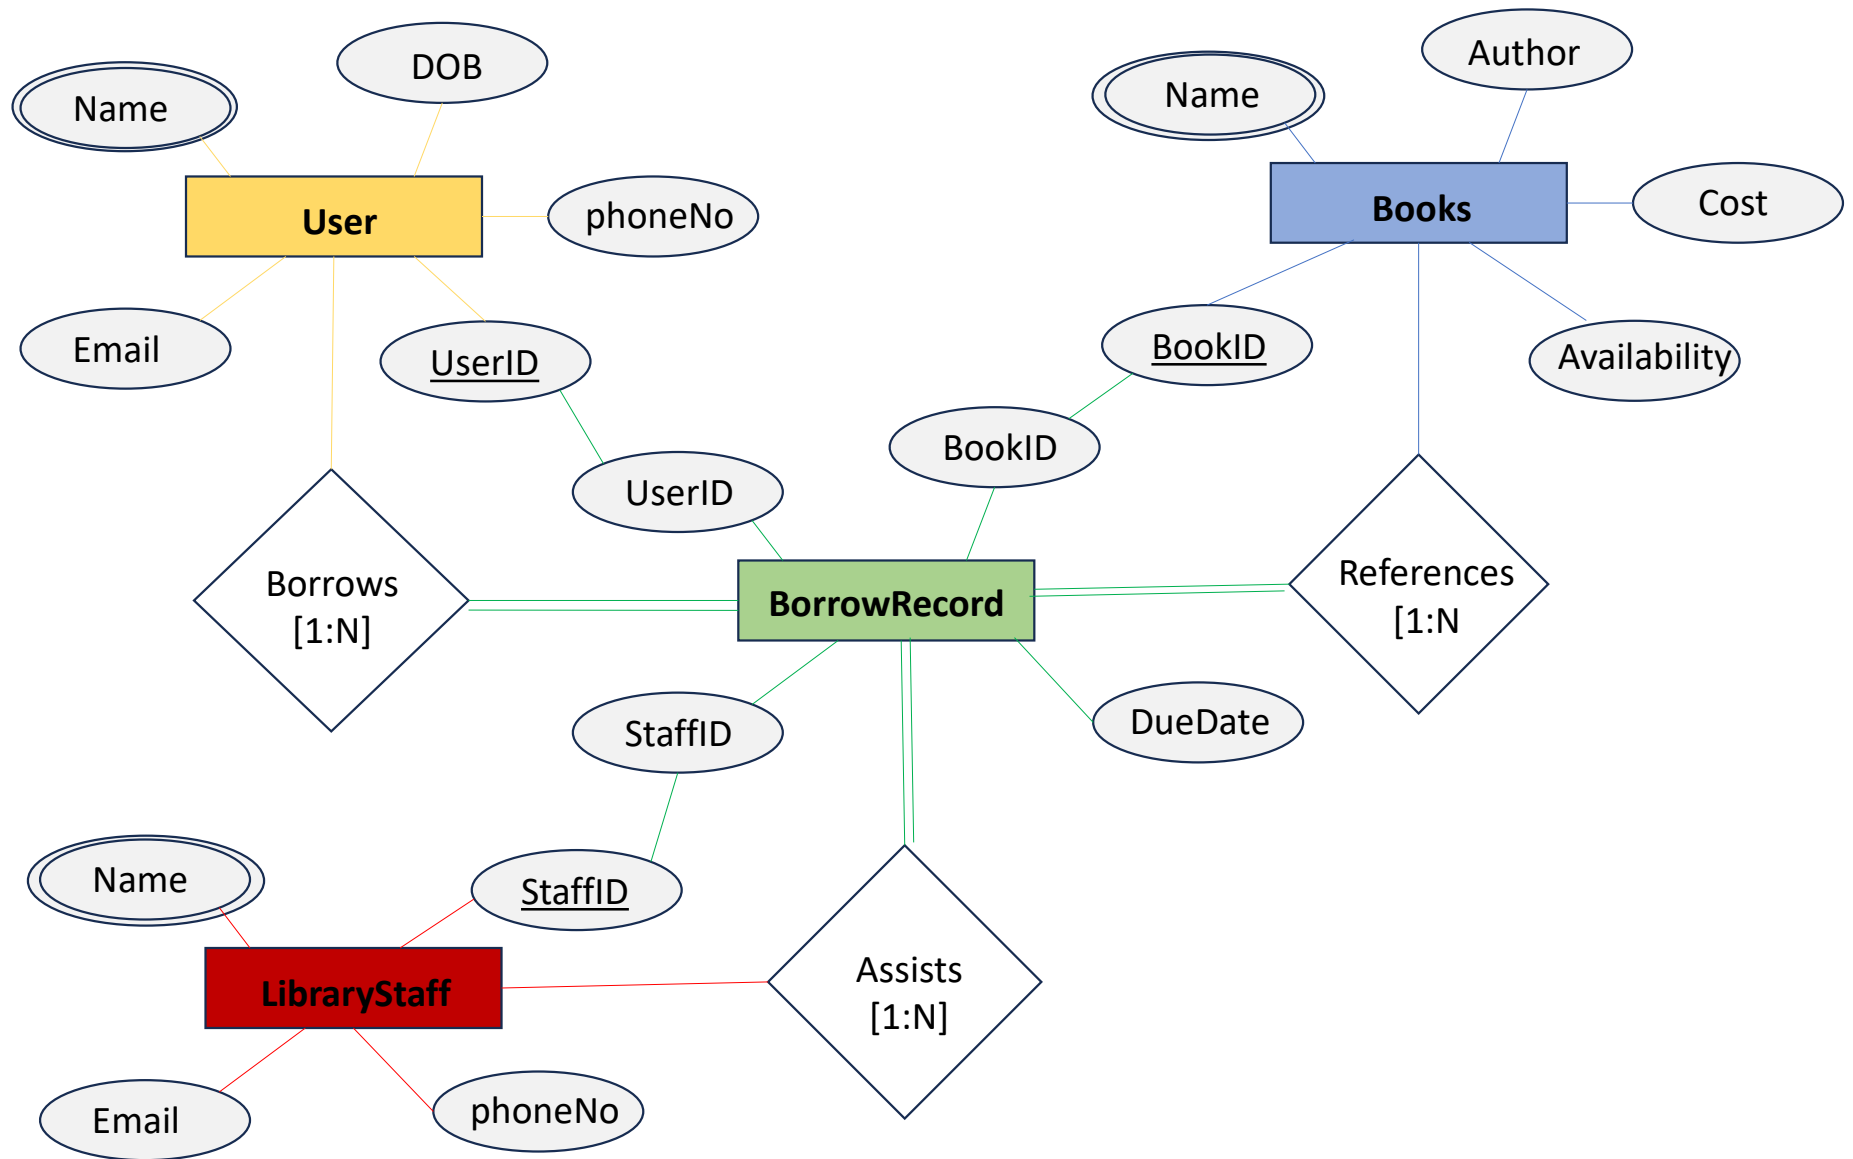 DOB
Name
User
phoneNo
Email
UserID
Author
Name
Books
Cost
BookID
Availability
BookID
UserID
Borrows
[1:N]
BorrowRecord
References
[1:N
StaffID
DueDate
Name
StaffID
LibraryStaff
Assists
[1:N]
Email
phoneNo